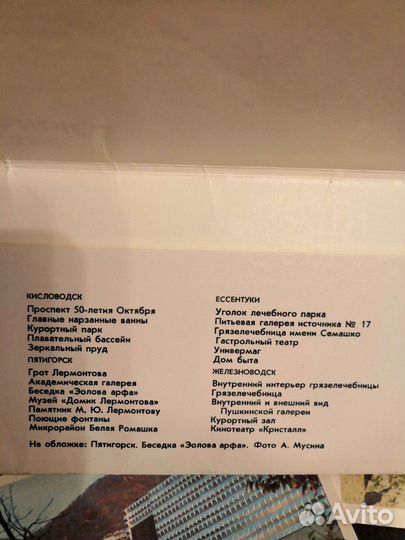 КИСЛОВОДСК
Проспект 50-летия Октября
Главные нарзанные ванны
Курортный парк
Плавательный бассейн
Зеркальный пруд
ПЯТИГОРСК
Грот Лермонтова
Академическая галерея
Беседка «Эолова арфа»
Музей «Домик Лермонтова»
Памятник М. Ю. Лермонтову
Поющие фонтаны
Микрорайон Белая Ромашка
ЕССЕНТУКИ
Уголок лечебного парка
Питьевая галерея источника № 17
Грязелечебница имени Семашко
Гастрольный театр
Универмаг
Дом быта
ЖЕЛЕЗНОВОДСК
Внутренний интерьер грязелечебницы
Грязелечебница
Внутренний и внешний вид
Пушкинской галереи
Курортный зал
Кинотеатр «Кристалл»
На обложке: Пятигорск. Беседка «Эолова арфа». Фото А. Мусина
Avito